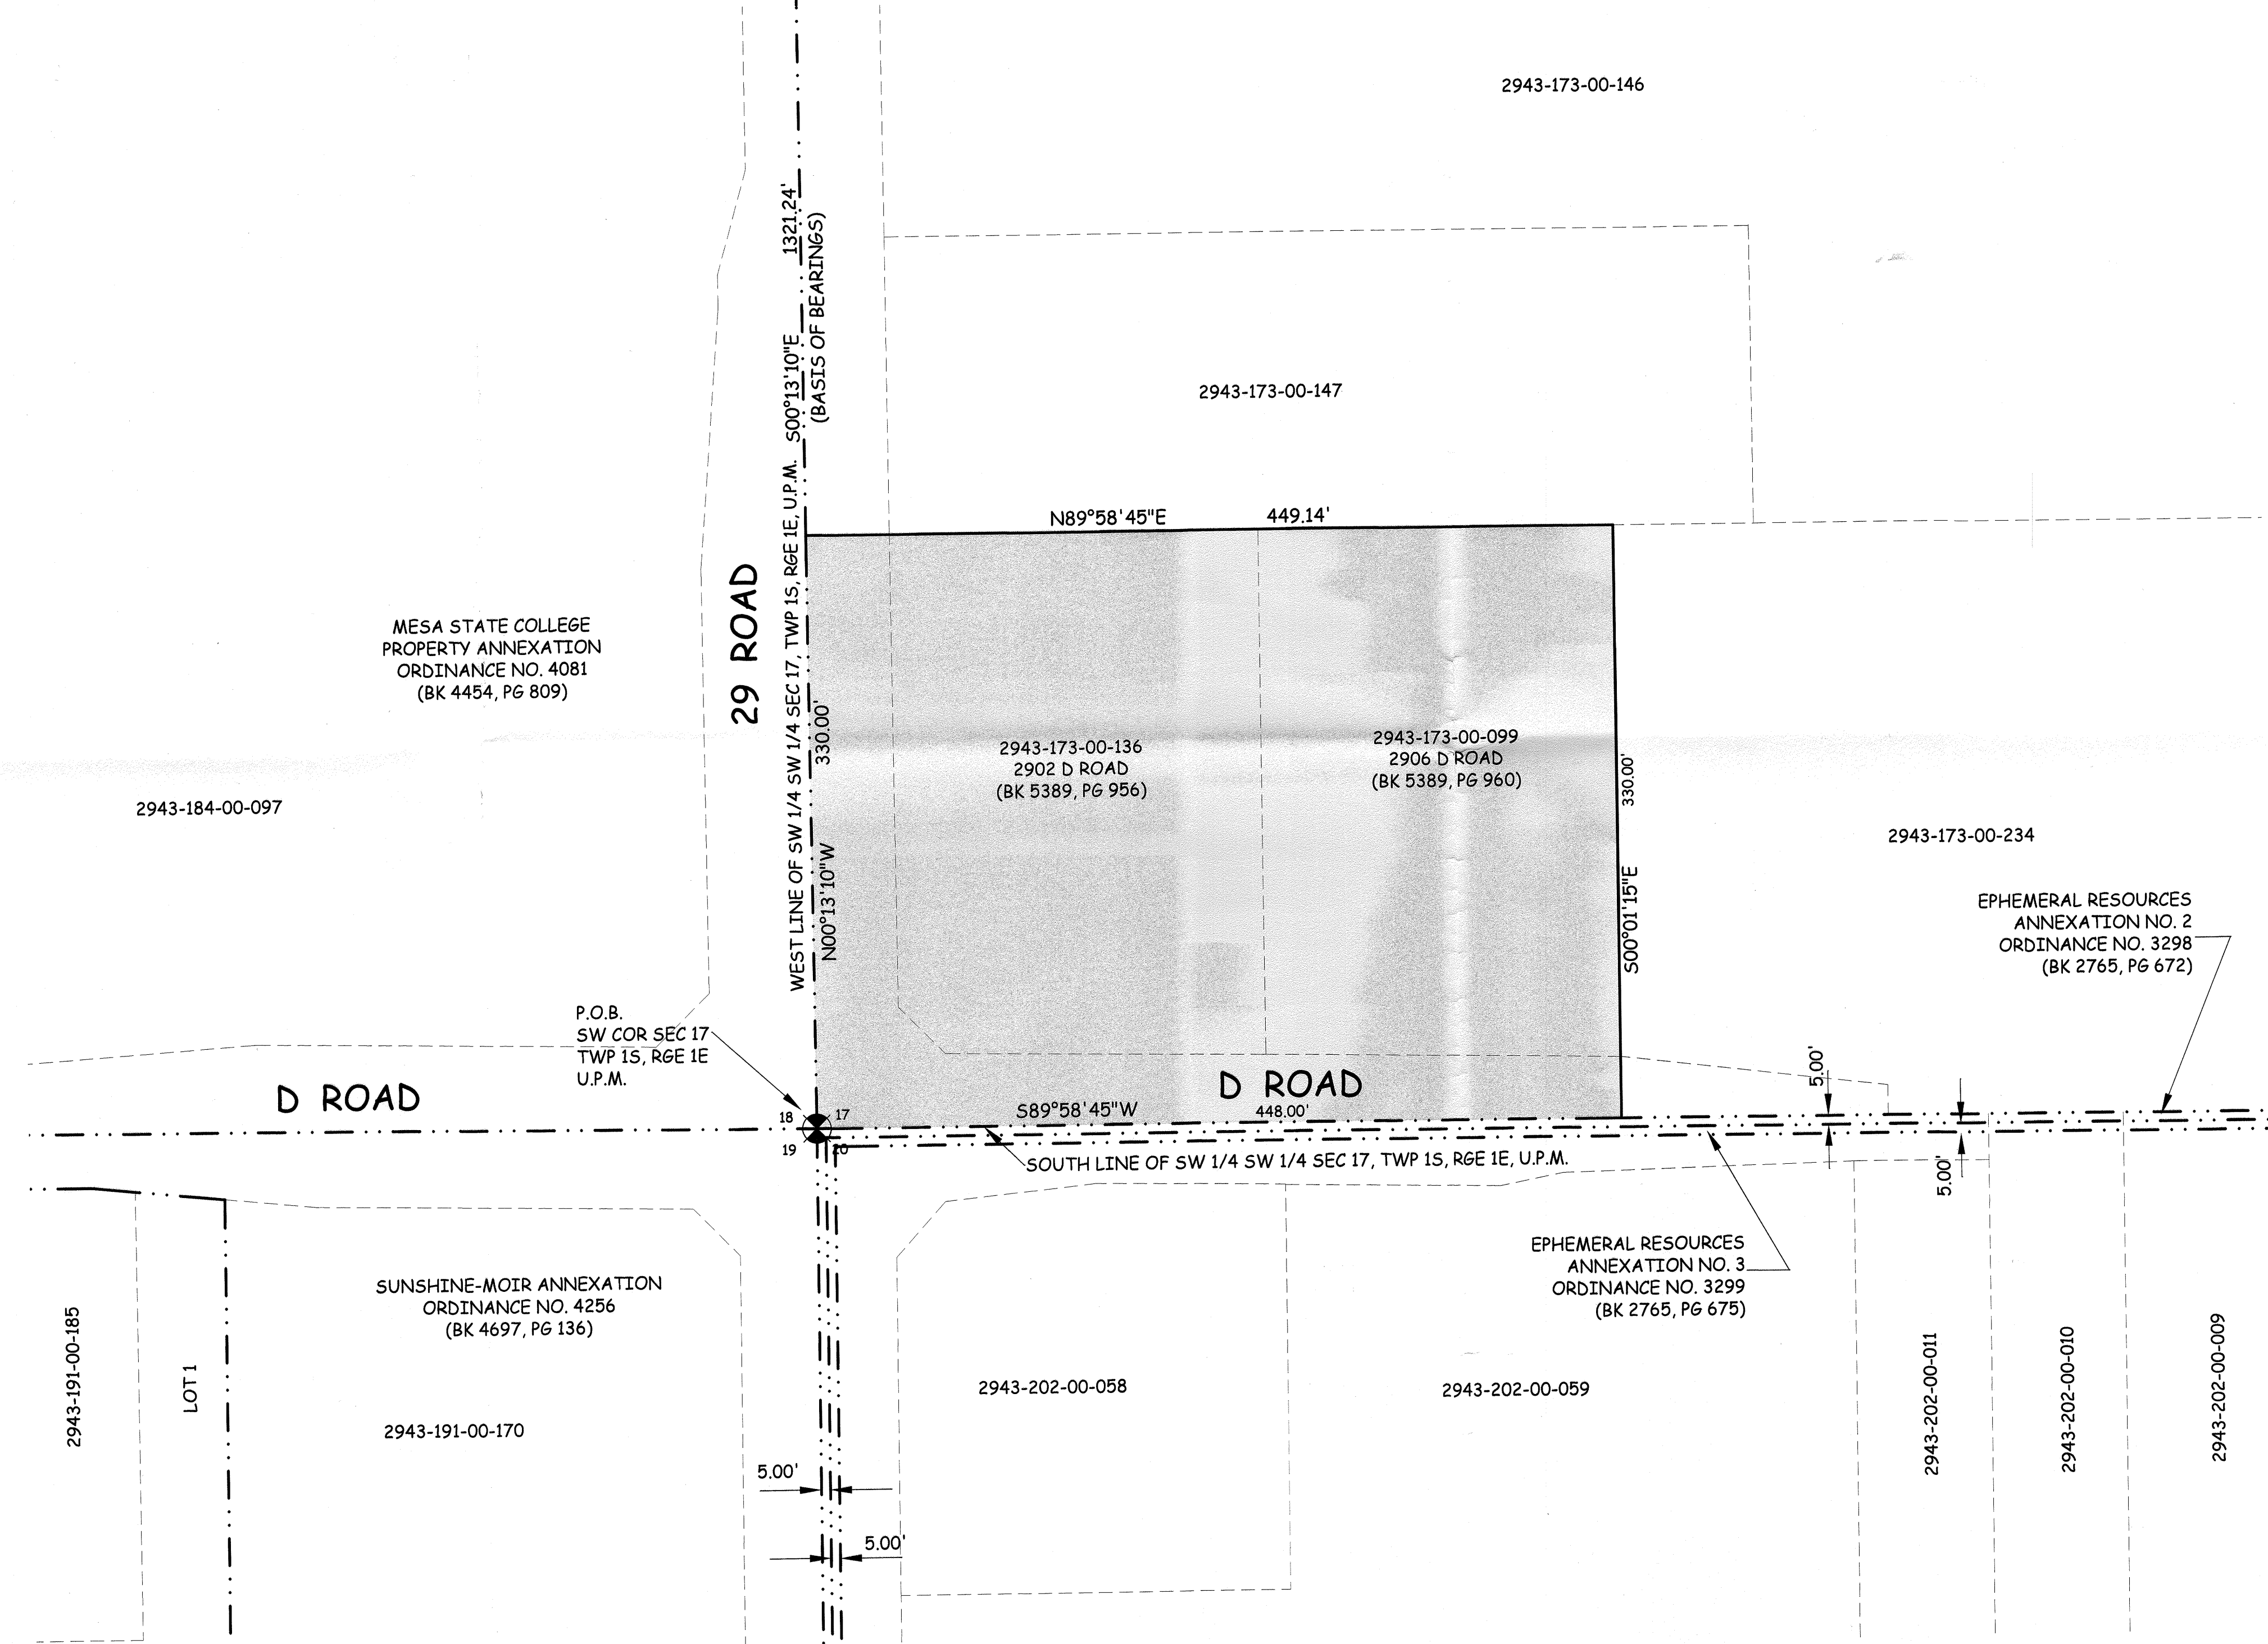 2943-173-00-146
1321.24'
S00°13'10"E
(BASIS OF BEARINGS)
WEST LINE OF SW 1/4 SW 1/4 SEC 17, TWP 1S, RGE 1E, U.P.M.
2943-173-00-147
N89°58'45"E
449.14'
29 ROAD
MESA STATE COLLEGE
PROPERTY ANNEXATION
ORDINANCE NO. 4081
(BK 4454, PG 809)
2943-184-00-097
330.00'
N00°13'10"W
2943-173-00-136
2902 D ROAD
(BK 5389, PG 956)
2943-173-00-099
2906 D ROAD
(BK 5389, PG 960)
330.00'
S00°01'15"E
2943-173-00-234
EPHEMERAL RESOURCES
ANNEXATION NO. 2
ORDINANCE NO. 3298
(BK 2765, PG 672)
P.O.B.
SW COR SEC 17
TWP 1S, RGE 1E
U.P.M.
D ROAD
D ROAD
S89°58'45"W
448.00'
18
17
19
20
5.00'
5.00'
SOUTH LINE OF SW 1/4 SW 1/4 SEC 17, TWP 1S, RGE 1E, U.P.M.
EPHEMERAL RESOURCES
ANNEXATION NO. 3
ORDINANCE NO. 3299
(BK 2765, PG 675)
SUNSHINE-MOIR ANNEXATION
ORDINANCE NO. 4256
(BK 4697, PG 136)
2943-191-00-185
LOT 1
2943-191-00-170
2943-202-00-058
2943-202-00-059
2943-202-00-011
2943-202-00-010
2943-202-00-009
5.00'
5.00'